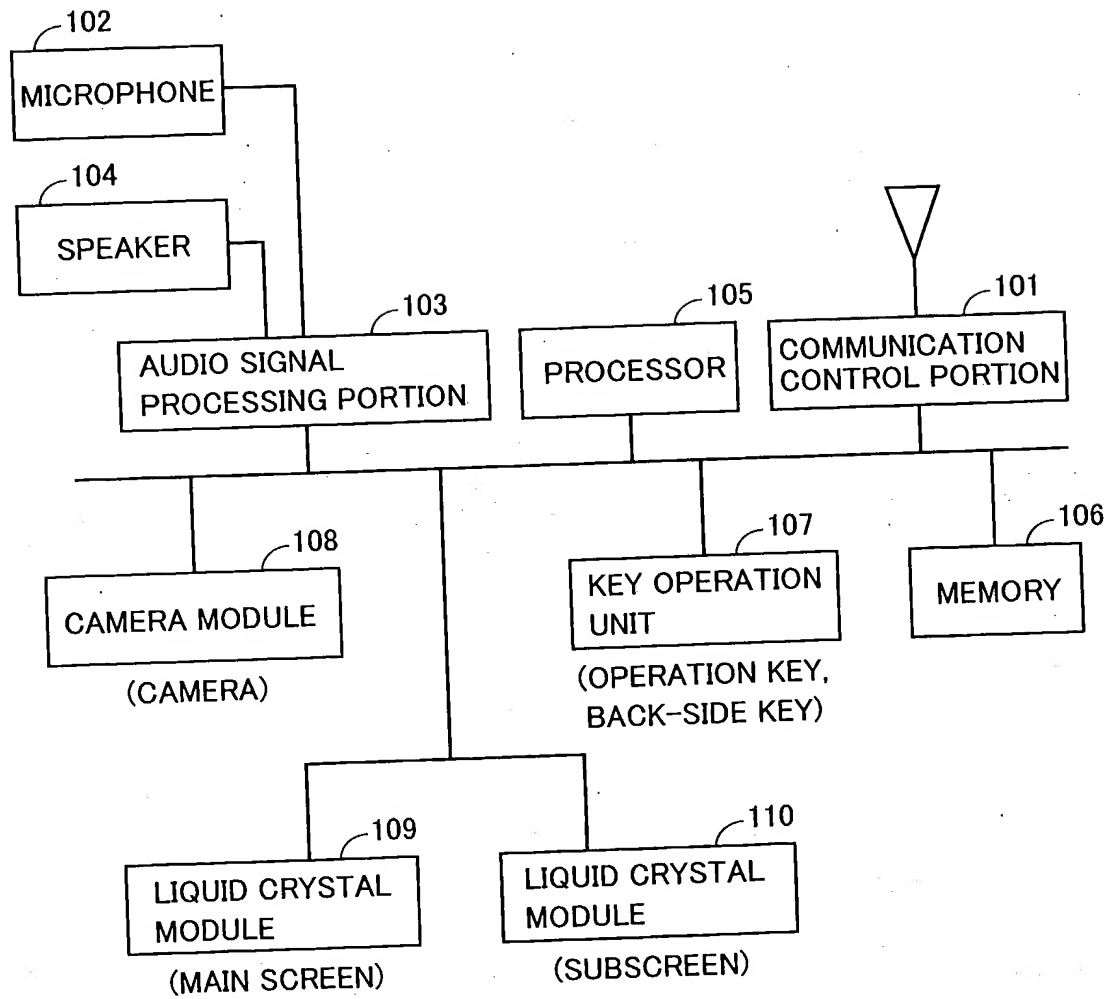 102
MICROPHONE
104
SPEAKER
103
AUDIO SIGNAL
PROCESSING PORTION
105
PROCESSOR
101
COMMUNICATION
CONTROL PORTION
108
CAMERA MODULE
(CAMERA)
107
KEY OPERATION
UNIT
(OPERATION KEY,
BACK-SIDE KEY)
106
MEMORY
109
LIQUID CRYSTAL
MODULE
(MAIN SCREEN)
110
LIQUID CRYSTAL
MODULE
(SUBSCREEN)